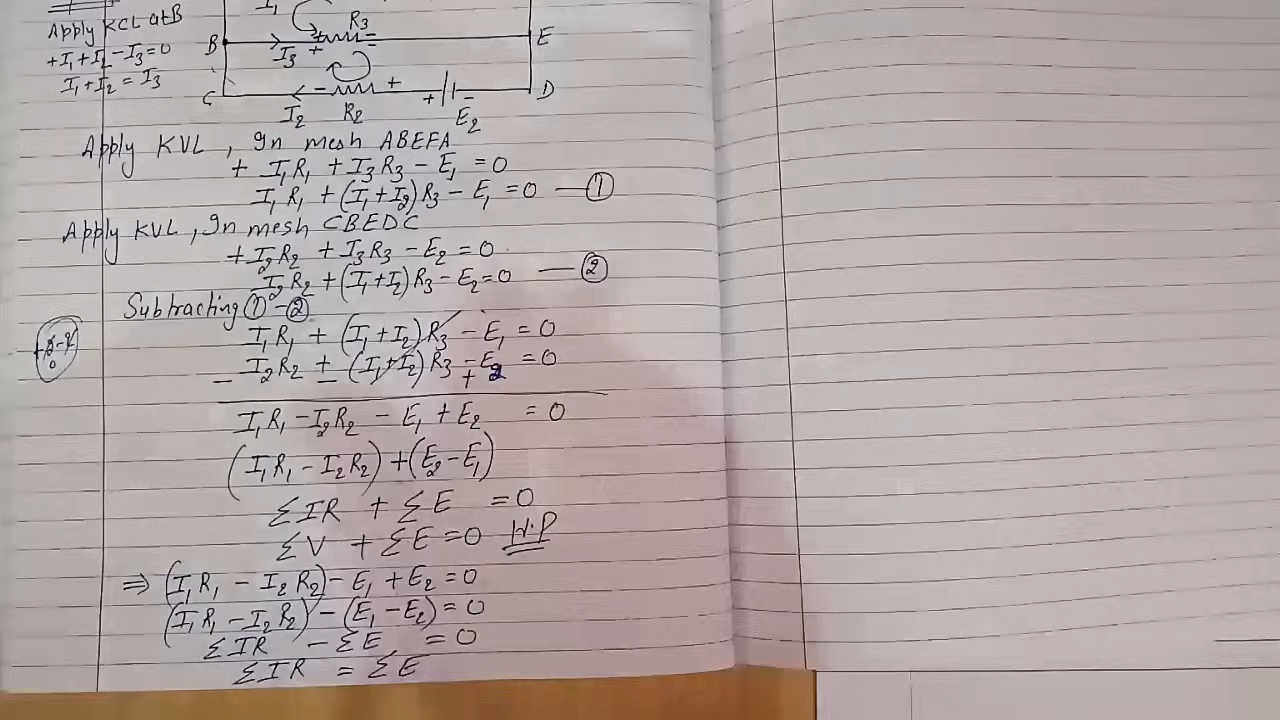 I₁
R₃
Apply KCL at B
+I₁+I₂-I₃=0
I₁+I₂ = I₃
B
I₃
+
-
E
C
I₂
-
R₂
+
+
-
E₂
D
Apply KVL, In mesh ABEFA
+ I₁R₁ + I₃R₃ - E₁ = 0
I₁R₁ + (I₁+I₂)R₃ - E₁ = 0 —①
Apply KVL, In mesh CBEDC
+ I₂R₂ + I₃R₃ - E₂ = 0
I₂R₂ + (I₁+I₂)R₃ - E₂=0 —②
Subtracting ①-②
I₁R₁ + (I₁+I₂)R₃ - E₁ = 0
I₂R₂ + (I₁+I₂)R₃ - E₂ = 0
- - +
I₁R₁ - I₂R₂ - E₁ + E₂ = 0
(I₁R₁ - I₂R₂) + (E₂-E₁)
ΣIR + ΣE = 0
ΣV + ΣE = 0 H.P
⇒ (I₁R₁ - I₂R₂) - E₁ + E₂ = 0
(I₁R₁ - I₂R₂) - (E₁ - E₂) = 0
ΣIR - ΣE = 0
ΣIR = ΣE